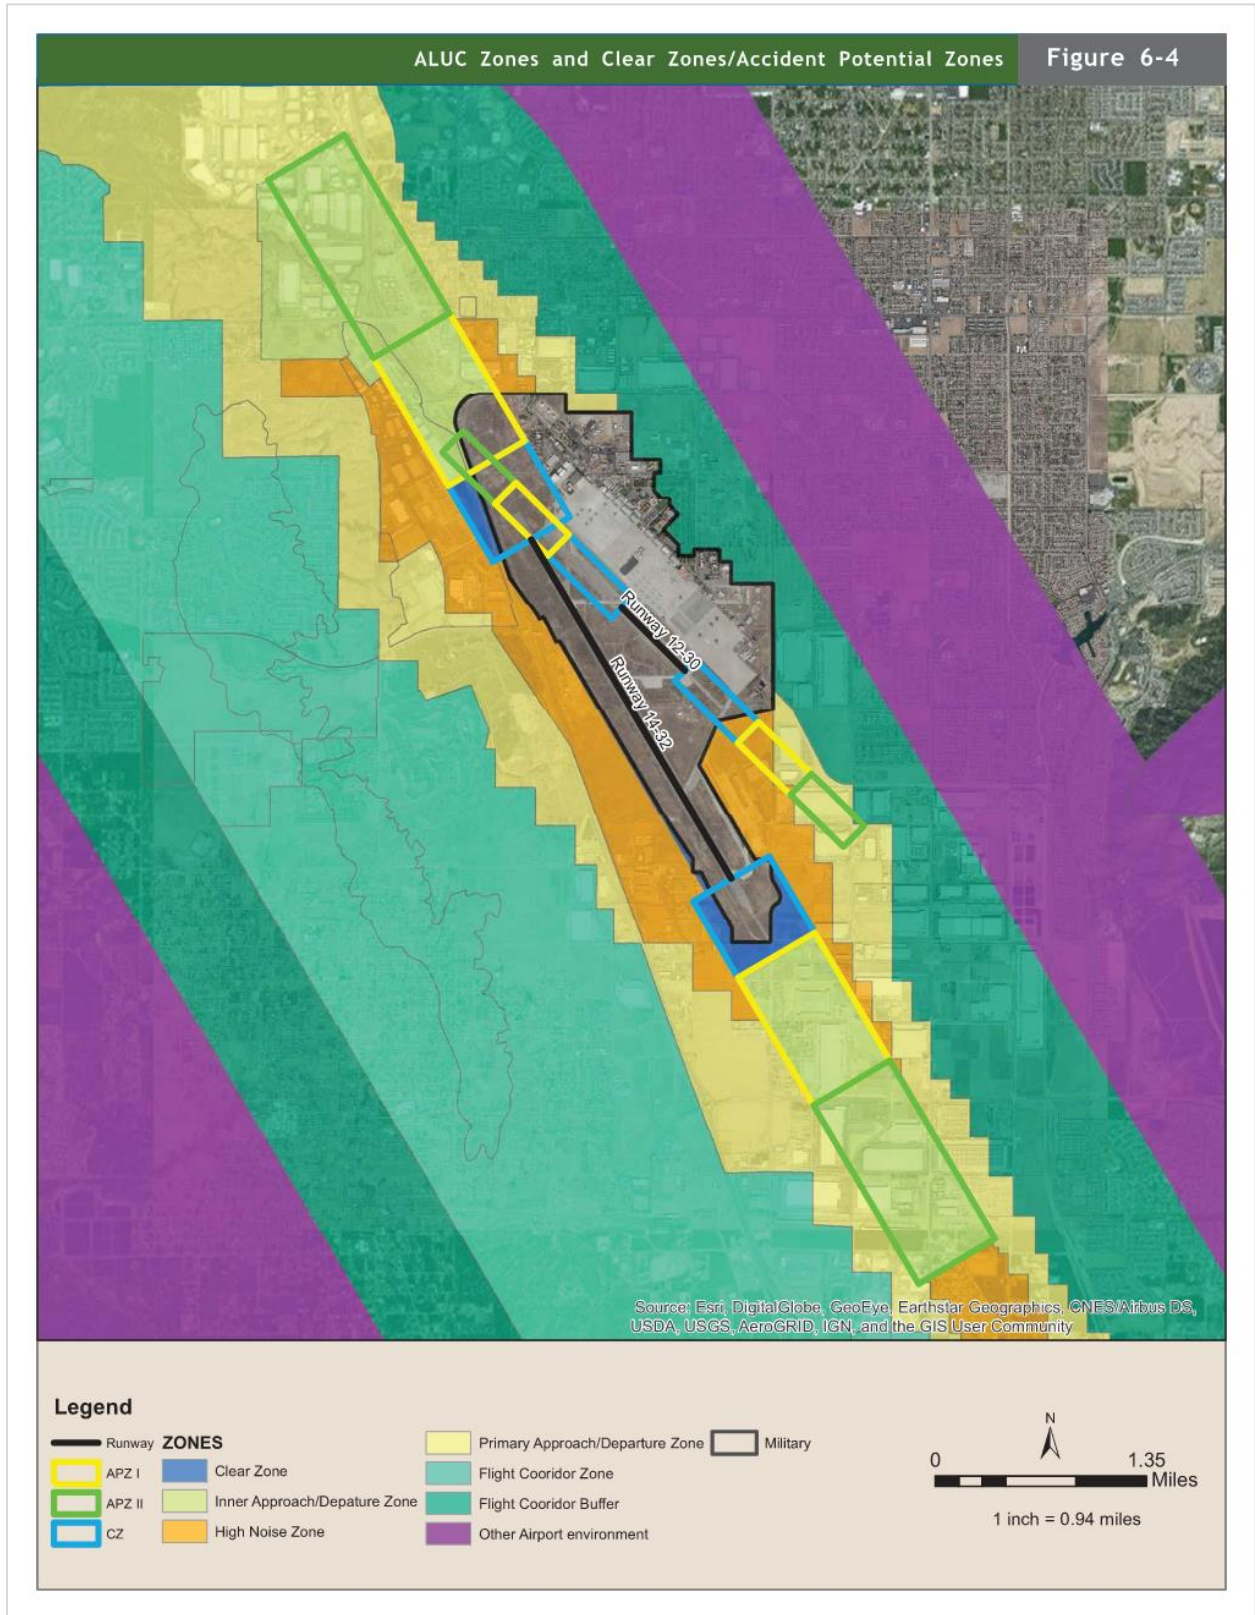 ALUC Zones and Clear Zones/Accident Potential Zones
Figure 6-4
Runway 12-30
Runway 14-32
Source: Esri, DigitalGlobe, GeoEye, Earthstar Geographics, CNES/Airbus DS,
USDA, USGS, AeroGRID, IGN, and the GIS User Community
Legend
Runway
APZ I
APZ II
CZ
ZONES
Clear Zone
Inner Approach/Depature Zone
High Noise Zone
Primary Approach/Departure Zone
Flight Cooridor Zone
Flight Cooridor Buffer
Other Airport environment
Military
N
0 1.35
Miles
1 inch = 0.94 miles